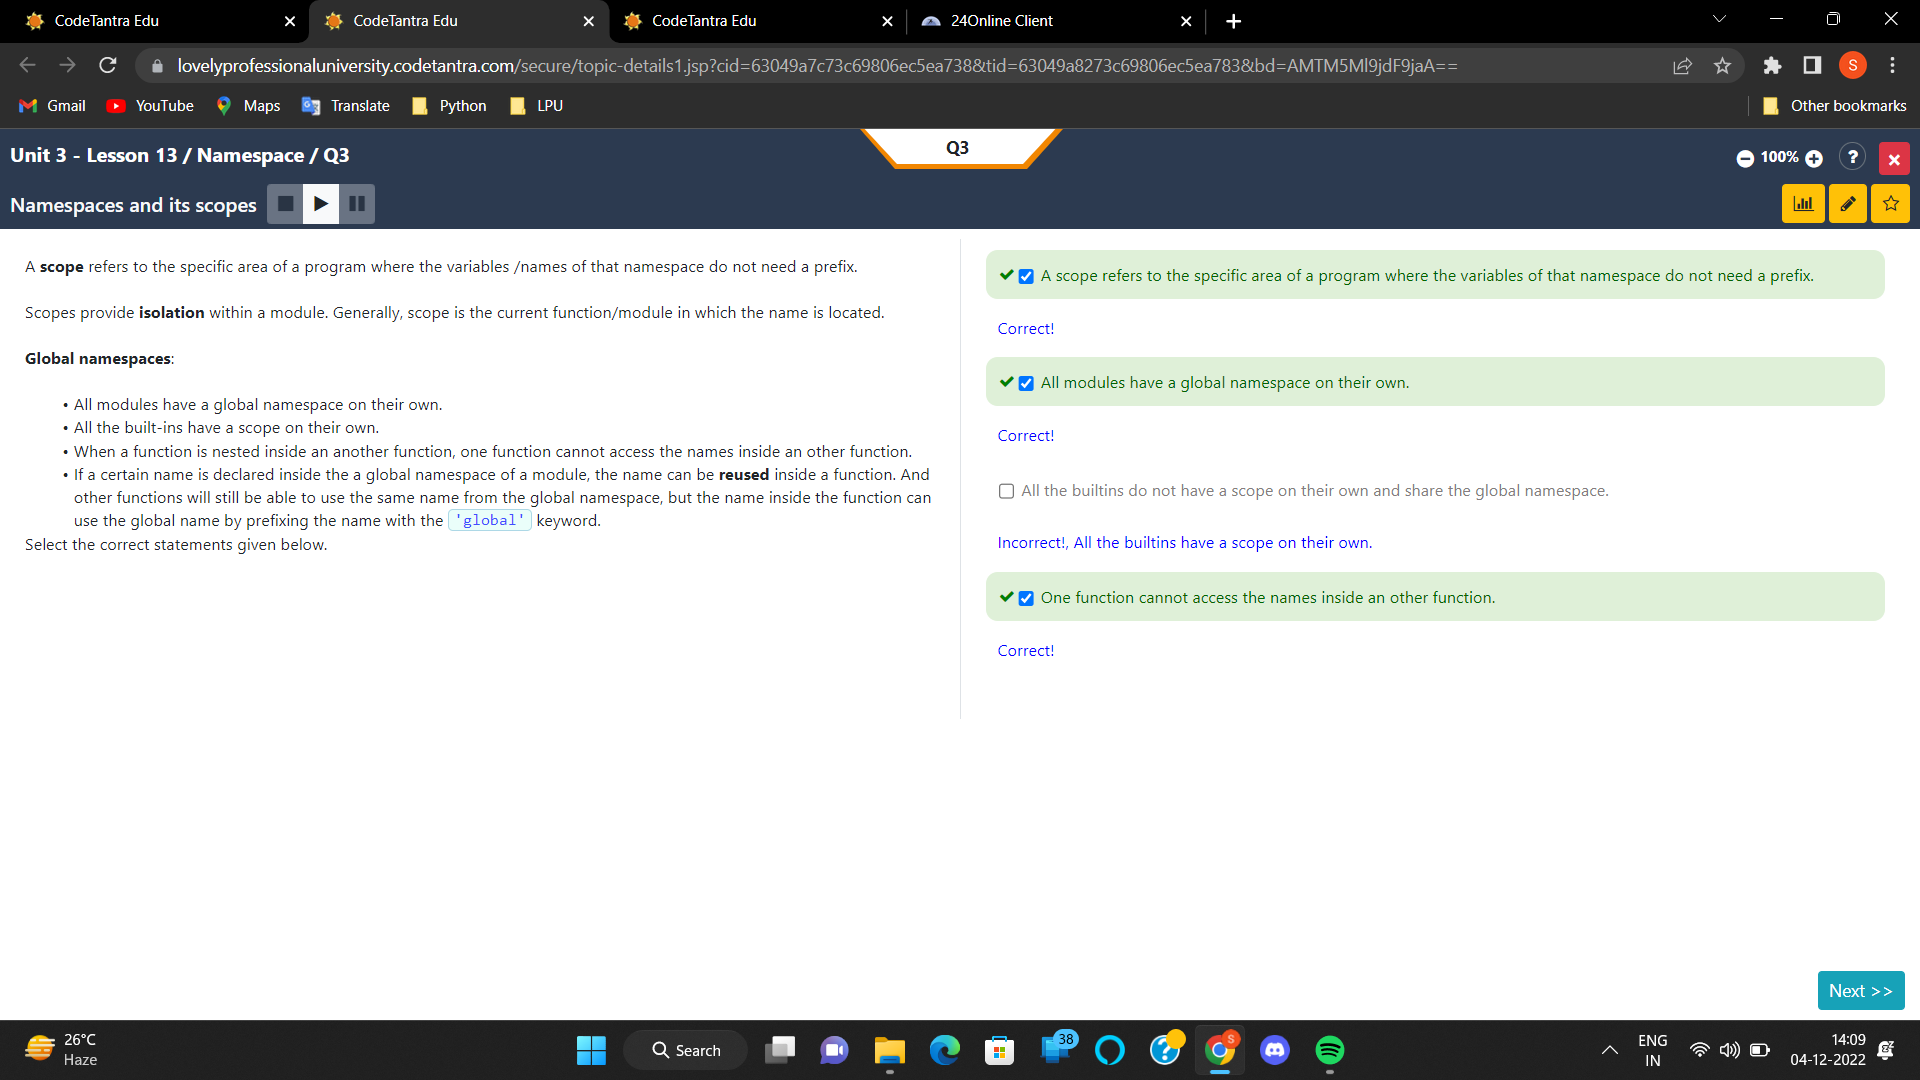 CodeTantra Edu
CodeTantra Edu
CodeTantra Edu
24Online Client
lovelyprofessionaluniversity.codetantra.com/secure/topic-details1.jsp?cid=63049a7c73c69806ec5ea738&tid=63049a8273c69806ec5ea783&bd=AMTM5Ml9jdF9jaA==
S
Gmail
YouTube
Maps
Translate
Python
LPU
Other bookmarks
Unit 3 - Lesson 13 / Namespace / Q3
Q3
100%
?
Namespaces and its scopes
A scope refers to the specific area of a program where the variables /names of that namespace do not need a prefix.
Scopes provide isolation within a module. Generally, scope is the current function/module in which the name is located.
Global namespaces:
• All modules have a global namespace on their own.
• All the built-ins have a scope on their own.
• When a function is nested inside an another function, one function cannot access the names inside an other function.
• If a certain name is declared inside the a global namespace of a module, the name can be reused inside a function. And
other functions will still be able to use the same name from the global namespace, but the name inside the function can
use the global name by prefixing the name with the 'global' keyword.
Select the correct statements given below.
A scope refers to the specific area of a program where the variables of that namespace do not need a prefix.
Correct!
All modules have a global namespace on their own.
Correct!
All the builtins do not have a scope on their own and share the global namespace.
Incorrect!, All the builtins have a scope on their own.
One function cannot access the names inside an other function.
Correct!
Next >>
26°C
Haze
Search
38
?
S
ENG
IN
14:09
04-12-2022